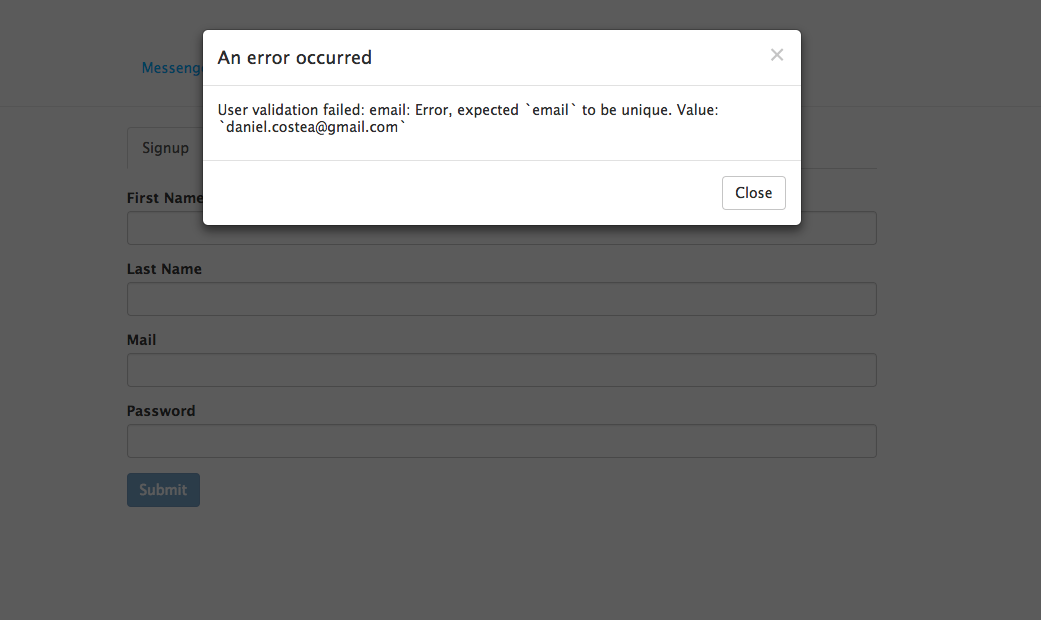 An error occurred
×
Messeng
User validation failed: email: Error, expected `email` to be unique. Value:
`daniel.costea@gmail.com`
Signup
Close
First Name
Last Name
Mail
Password
Submit